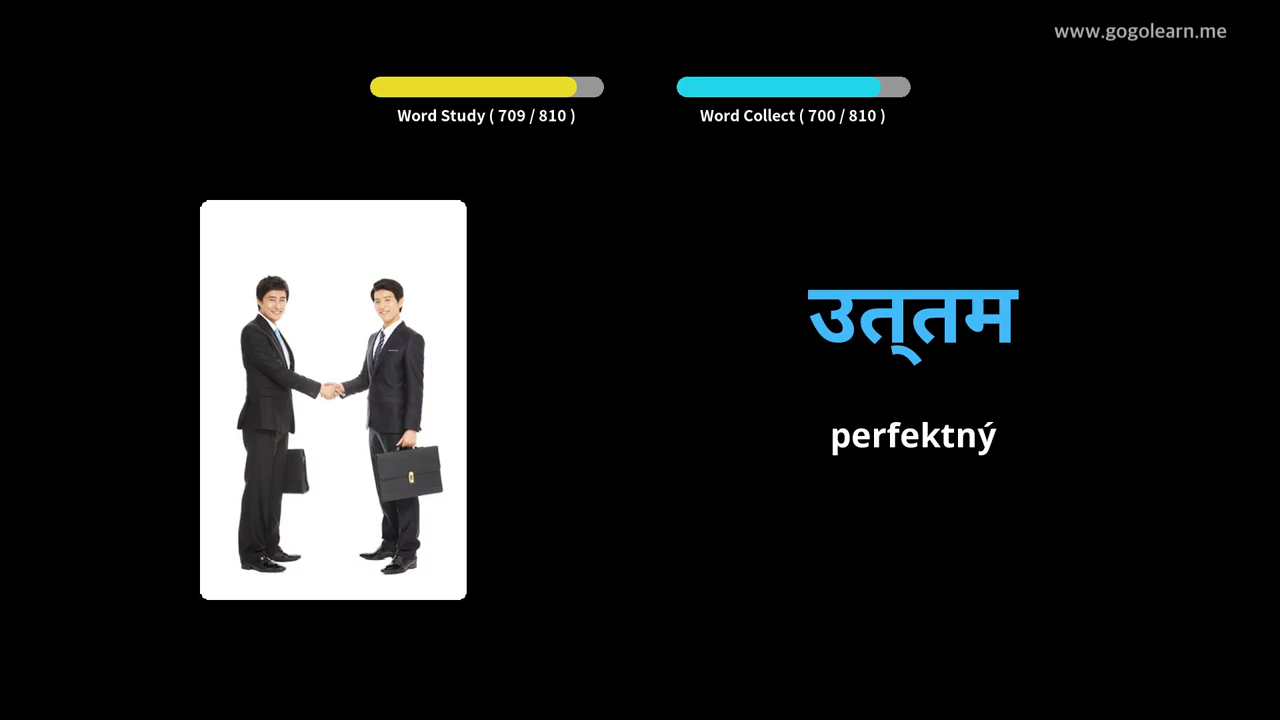 www.gogolearn.me
Word Study ( 709 / 810 )
Word Collect ( 700 / 810 )
उत्तम
perfektný